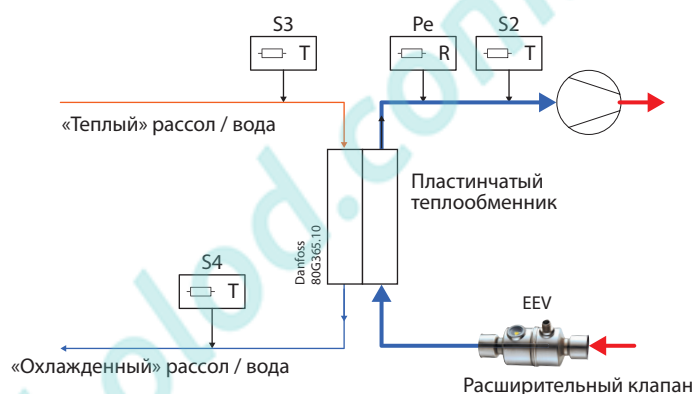 S3
Pe
S2
T
R
T
«Теплый» рассол / вода
Пластинчатый
теплообменник
Danfoss
80G365.10
S4
T
EEV
«Охлажденный» рассол / вода
Расширительный клапан